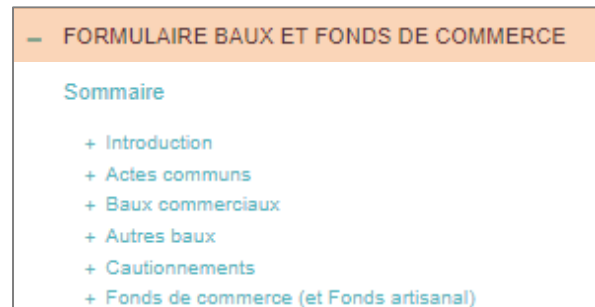 – FORMULAIRE BAUX ET FONDS DE COMMERCE
Sommaire
+ Introduction
+ Actes communs
+ Baux commerciaux
+ Autres baux
+ Cautionnements
+ Fonds de commerce (et Fonds artisanal)